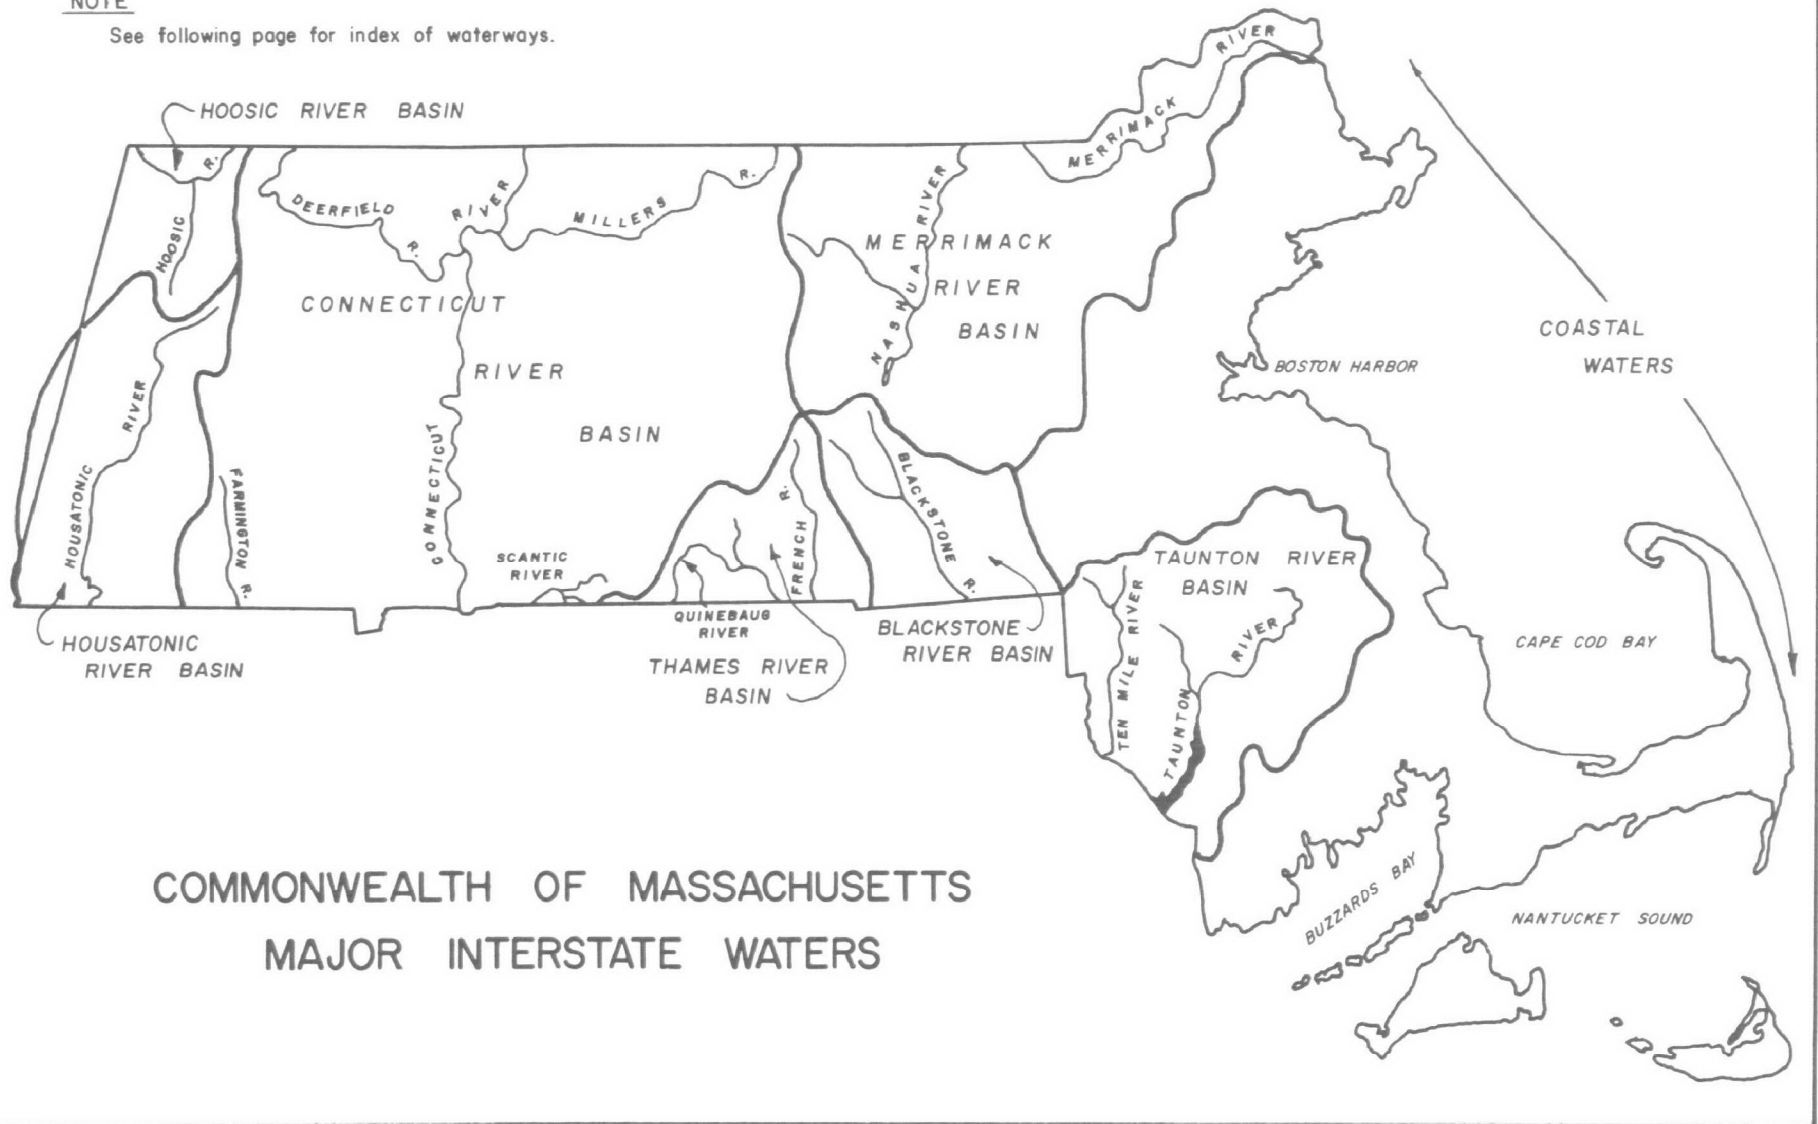 NOTE
See following page for index of waterways.
HOOSIC RIVER BASIN
HOOSIC
R.
DEERFIELD
R.
RIVER
MILLERS
R.
CONNECTICUT
RIVER
BASIN
CONNECTICUT
MERRIMACK
RIVER
BASIN
NASHUA RIVER
MERRIMACK
RIVER
COASTAL
WATERS
BOSTON HARBOR
HOUSATONIC
RIVER
FARMINGTON
R.
SCANTIC
RIVER
FRENCH
R.
BLACKSTONE
R.
HOUSATONIC
RIVER BASIN
QUINEBAUG
RIVER
THAMES RIVER
BASIN
BLACKSTONE
RIVER BASIN
TAUNTON RIVER
BASIN
TEN MILE RIVER
TAUNTON
RIVER
CAPE COD BAY
BUZZARDS BAY
NANTUCKET SOUND
COMMONWEALTH OF MASSACHUSETTS
MAJOR INTERSTATE WATERS